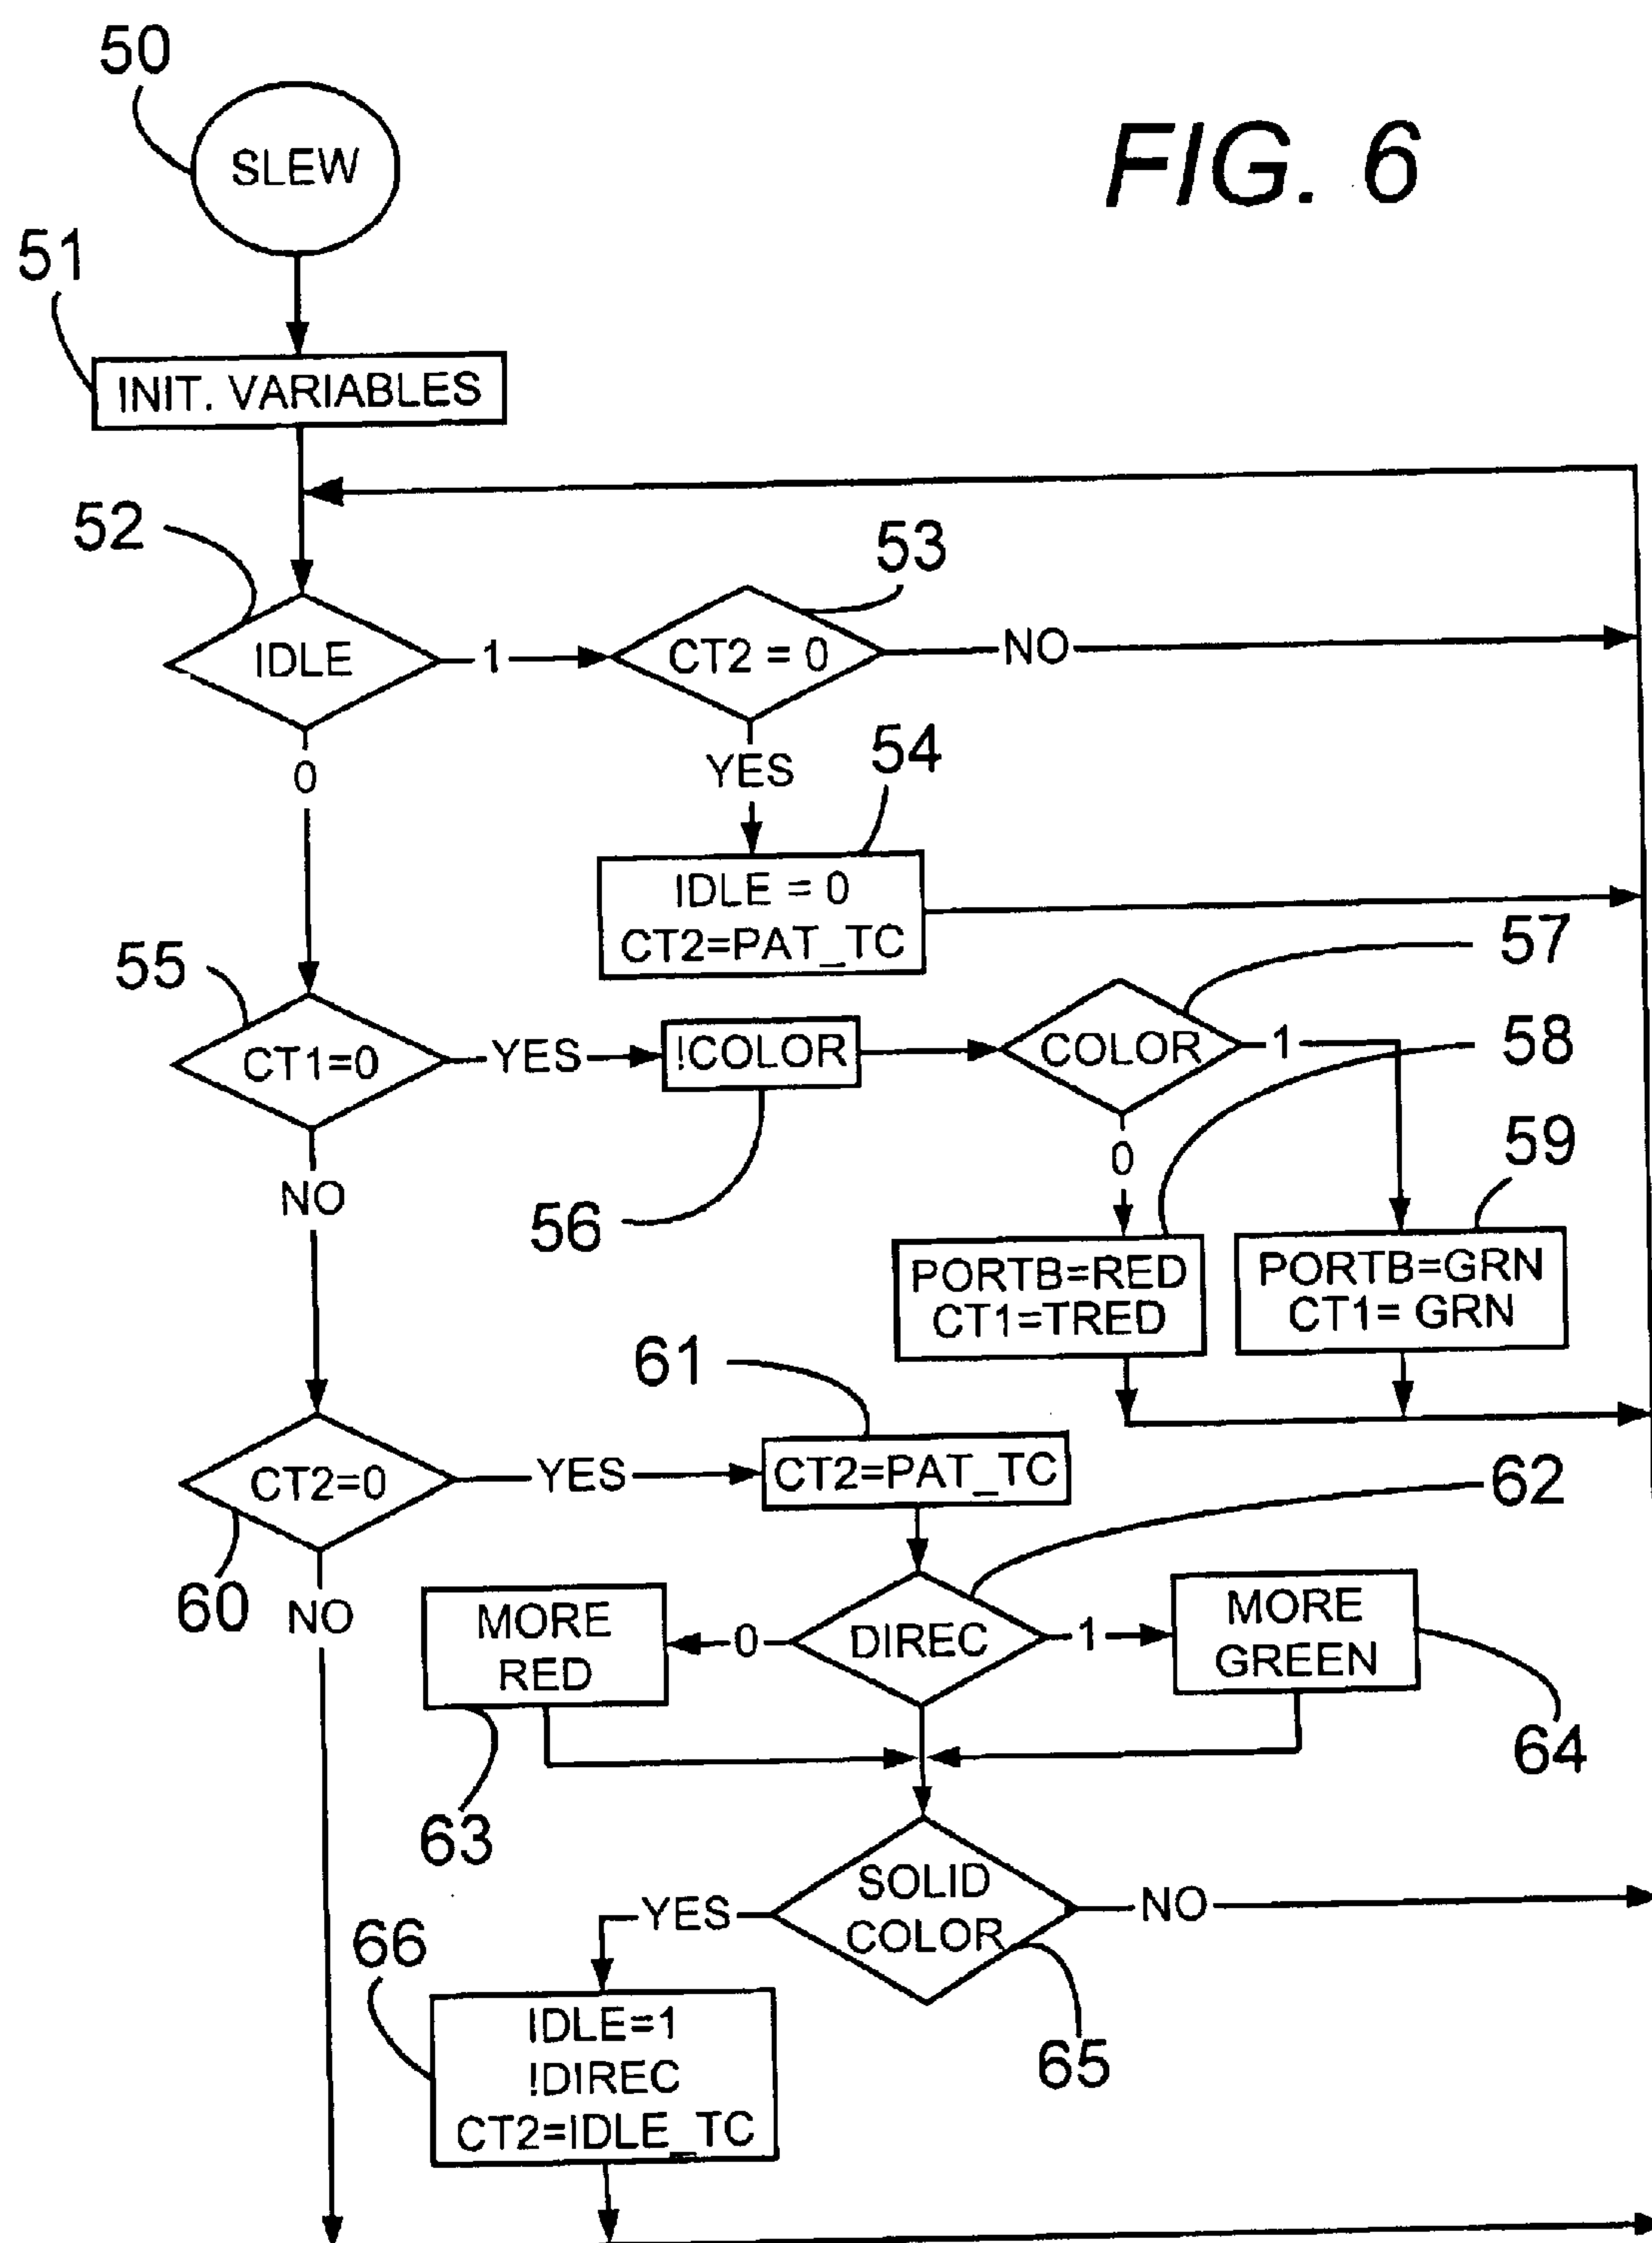 50
SLEW
FIG. 6
51
INIT. VARIABLES
52
53
IDLE
1
CT2 = 0
NO
0
YES
54
IDLE = 0
CT2=PAT_TC
57
55
CT1=0
YES
!COLOR
COLOR
1
58
NO
56
0
59
PORTB=RED
CT1=TRED
PORTB=GRN
CT1= GRN
61
CT2=0
YES
CT2=PAT_TC
62
60
NO
MORE
RED
0
DIREC
1
MORE
GREEN
63
64
SOLID
COLOR
YES
NO
66
65
IDLE=1
!DIREC
CT2=IDLE_TC